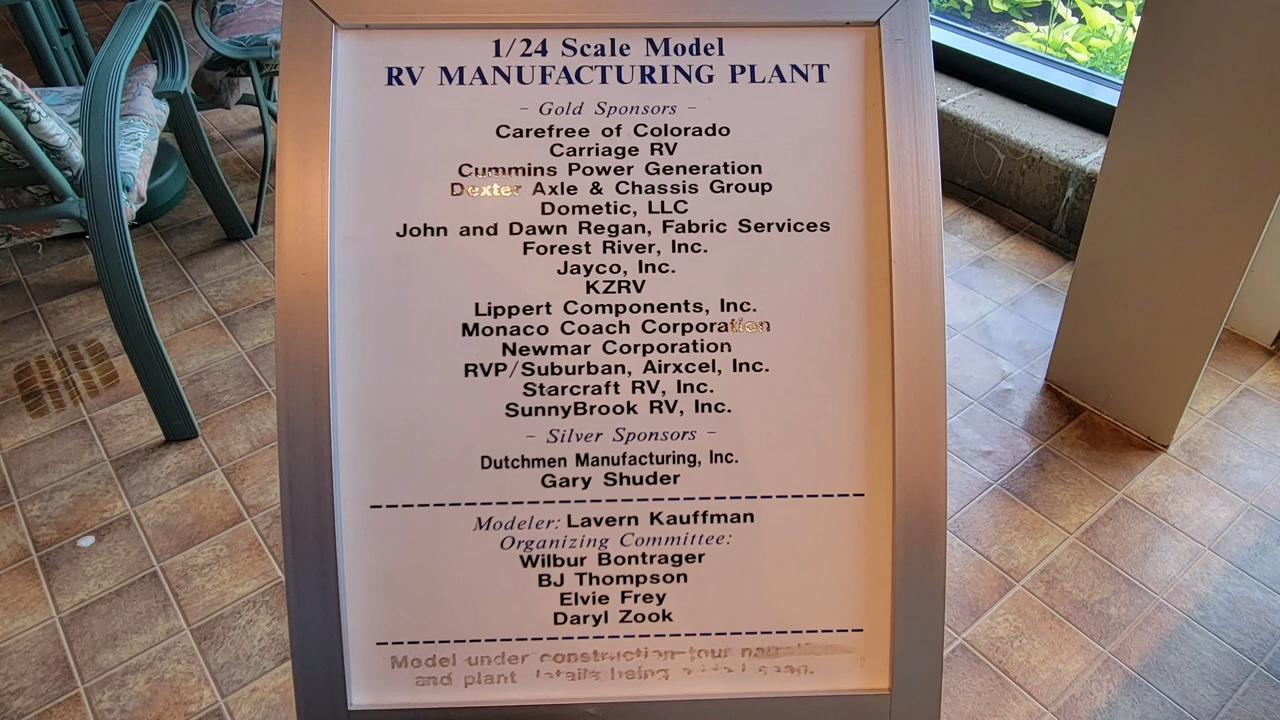 1/24 Scale Model
RV MANUFACTURING PLANT
- Gold Sponsors -
Carefree of Colorado
Carriage RV
Cummins Power Generation
Dexter Axle & Chassis Group
Dometic, LLC
John and Dawn Regan, Fabric Services
Forest River, Inc.
Jayco, Inc.
KZRV
Lippert Components, Inc.
Monaco Coach Corporation
Newmar Corporation
RVP/Suburban, Airxcel, Inc.
Starcraft RV, Inc.
SunnyBrook RV, Inc.
- Silver Sponsors -
Dutchmen Manufacturing, Inc.
Gary Shuder
Modeler: Lavern Kauffman
Organizing Committee:
Wilbur Bontrager
BJ Thompson
Elvie Frey
Daryl Zook
Model under construction-tour
and plant details being